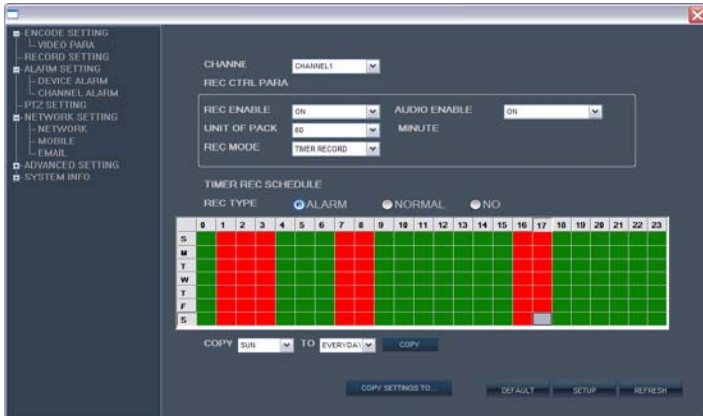 ENCODE SETTING
VIDEO PARA
RECORD SETTING
ALARM SETTING
DEVICE ALARM
CHANNEL ALARM
PTZ SETTING
NETWORK SETTING
NETWORK
MOBILE
EMAIL
ADVANCED SETTING
SYSTEM INFO
CHANNE CHANNEL1
REC CTRL PARA
REC ENABLE ON AUDIO ENABLE ON
UNIT OF PACK 60 MINUTE
REC MODE TIMER RECORD
TIMER REC SCHEDULE
REC TYPE ALARM NORMAL NO
0 1 2 3 4 5 6 7 8 9 10 11 12 13 14 15 16 17 18 19 20 21 22 23
S
M
T
W
T
F
S
COPY SUN TO EVERYDAY COPY
COPY SETTINGS TO...
DEFAULT SETUP REFRESH